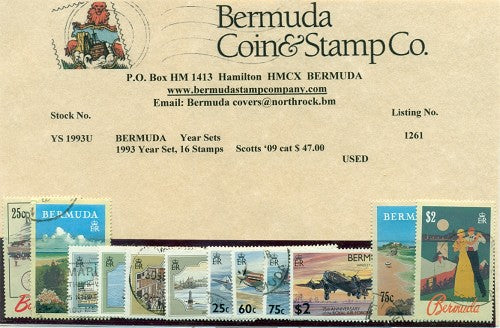 Bermuda
Coin&Stamp Co.
P.O. Box HM 1413 Hamilton HMCX BERMUDA
www.bermudastampcompany.com
Email: Bermuda covers@northrock.bm
Stock No. Listing No.
YS 1993U BERMUDA Year Sets 1261
1993 Year Set, 16 Stamps Scotts '09 cat $ 47.00
USED
25c BERMUDA BERMUDA $2
25c 60c 75c $2 75c Bermuda